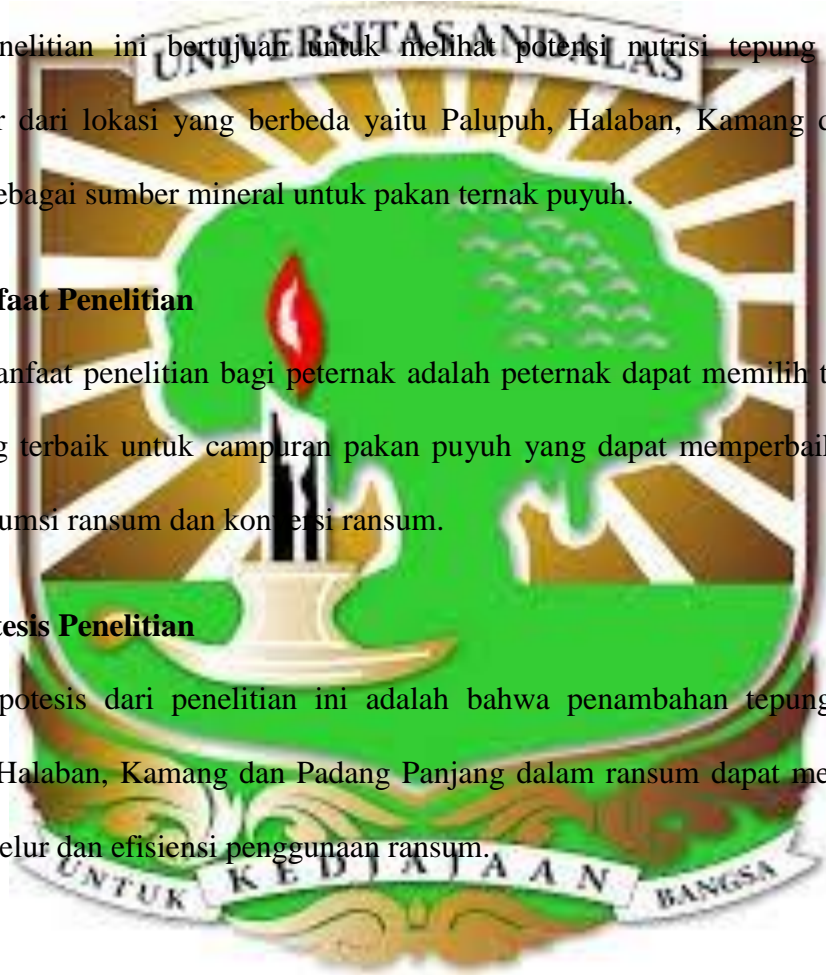 UNIVERSITAS ANDALAS
nelitian ini bertujuan untuk melihat potensi nutrisi tepung
r dari lokasi yang berbeda yaitu Palupuh, Halaban, Kamang d
ebagai sumber mineral untuk pakan ternak puyuh.
faat Penelitian
anfaat penelitian bagi peternak adalah peternak dapat memilih t
g terbaik untuk campuran pakan puyuh yang dapat memperbaik
umsi ransum dan konversi ransum.
tesis Penelitian
potesis dari penelitian ini adalah bahwa penambahan tepung
Halaban, Kamang dan Padang Panjang dalam ransum dapat me
elur dan efisiensi penggunaan ransum.
UNTUK KEDJAJAAN BANGSA